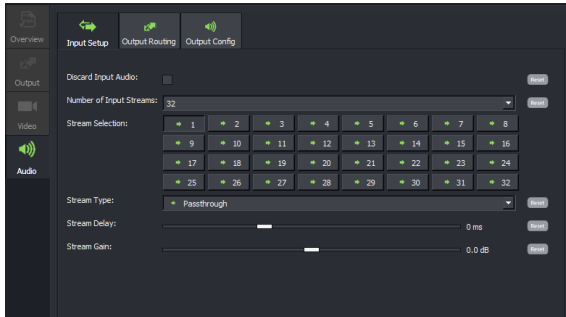 Overview
Output
Video
Audio
Input Setup
Output Routing
Output Config
Discard Input Audio:
Reset
Number of Input Streams: 32
Reset
Stream Selection: 1 2 3 4 5 6 7 8
9 10 11 12 13 14 15 16
17 18 19 20 21 22 23 24
25 26 27 28 29 30 31 32
Stream Type: Passthrough
Reset
Stream Delay: 0 ms
Reset
Stream Gain: 0.0 dB
Reset